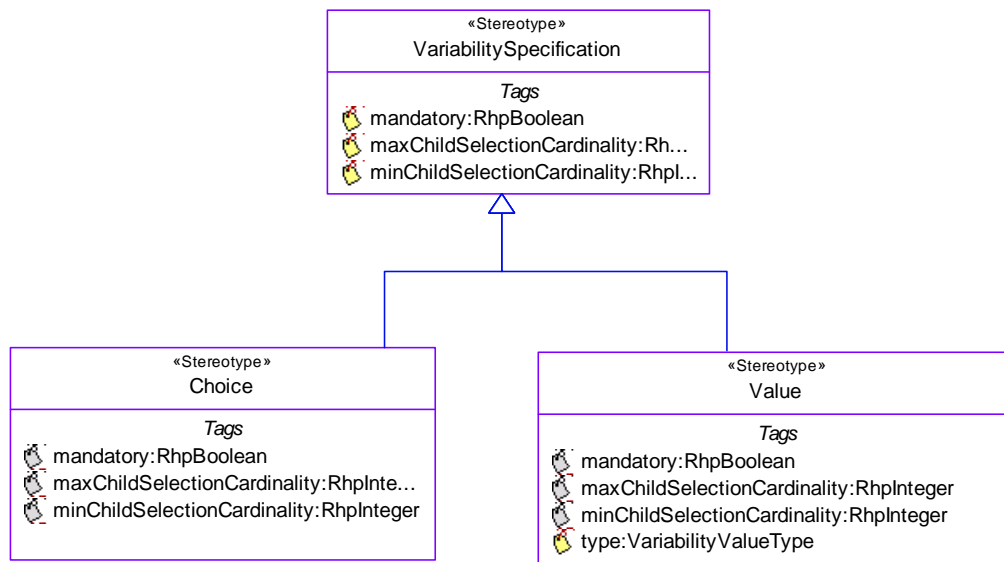 «Stereotype»
VariabilitySpecification
Tags
mandatory:RhpBoolean
maxChildSelectionCardinality:Rh...
minChildSelectionCardinality:RhpI...
«Stereotype»
Choice
Tags
mandatory:RhpBoolean
maxChildSelectionCardinality:RhpInte...
minChildSelectionCardinality:RhpInteger
«Stereotype»
Value
Tags
mandatory:RhpBoolean
maxChildSelectionCardinality:RhpInteger
minChildSelectionCardinality:RhpInteger
type:VariabilityValueType